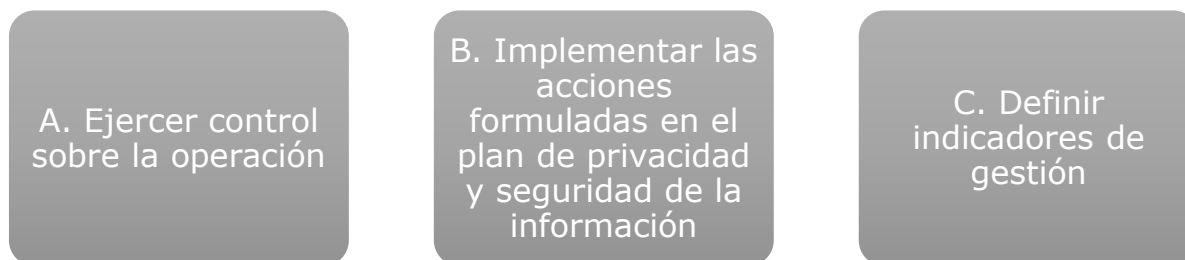 A. Ejercer control
sobre la operación
B. Implementar las
acciones
formuladas en el
plan de privacidad
y seguridad de la
información
C. Definir
indicadores de
gestión